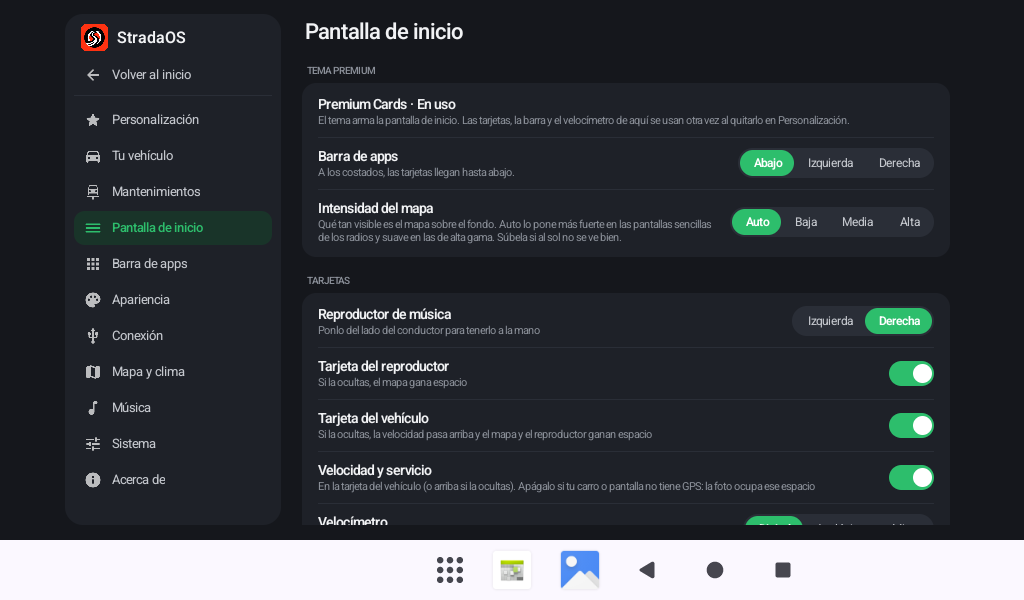 StradaOS
Volver al inicio
Personalización
Tu vehículo
Mantenimientos
Pantalla de inicio
Barra de apps
Apariencia
Conexión
Mapa y clima
Música
Sistema
Acerca de
Pantalla de inicio
TEMA PREMIUM
Premium Cards · En uso
El tema arma la pantalla de inicio. Las tarjetas, la barra y el velocímetro de aquí se usan otra vez al quitarlo en Personalización.
Barra de apps
A los costados, las tarjetas llegan hasta abajo.
Abajo Izquierda Derecha
Intensidad del mapa
Qué tan visible es el mapa sobre el fondo. Auto lo pone más fuerte en las pantallas sencillas
de los radios y suave en las de alta gama. Súbela si al sol no se ve bien.
Auto Baja Media Alta
TARJETAS
Reproductor de música
Ponlo del lado del conductor para tenerlo a la mano
Izquierda Derecha
Tarjeta del reproductor
Si la ocultas, el mapa gana espacio
Tarjeta del vehículo
Si la ocultas, la velocidad pasa arriba y el mapa y el reproductor ganan espacio
Velocidad y servicio
En la tarjeta del vehículo (o arriba si la ocultas). Apágalo si tu carro o pantalla no tiene GPS: la foto ocupa ese espacio
Velocímetro